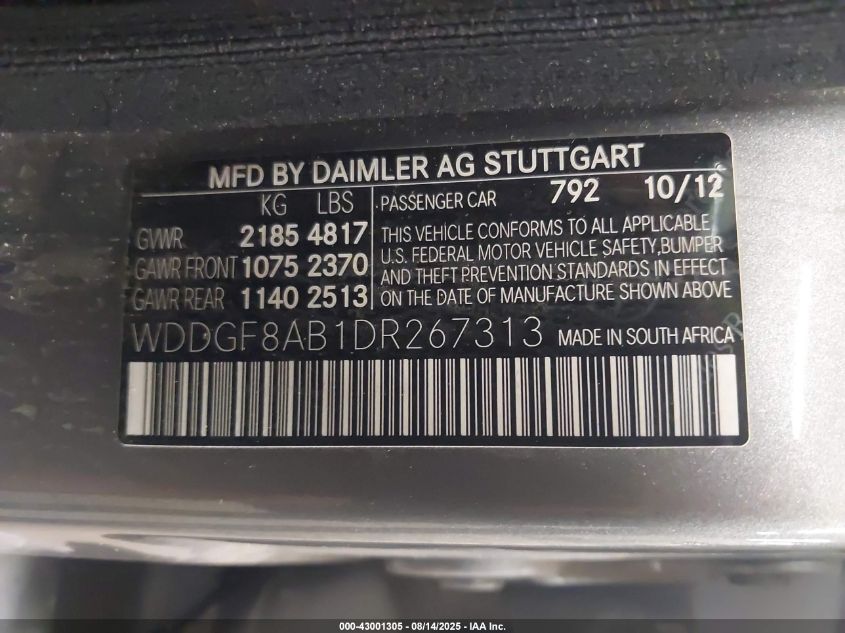 MFD BY DAIMLER AG STUTTGART
KG LBS
GVWR 2185 4817
GAWR FRONT 1075 2370
GAWR REAR 1140 2513
PASSENGER CAR 792 10/12
THIS VEHICLE CONFORMS TO ALL APPLICABLE
U.S. FEDERAL MOTOR VEHICLE SAFETY,BUMPER
AND THEFT PREVENTION STANDARDS IN EFFECT
ON THE DATE OF MANUFACTURE SHOWN ABOVE
WDDGF8AB1DR267313 MADE IN SOUTH AFRICA
000-43001305 - 08/14/2025 - IAA Inc.